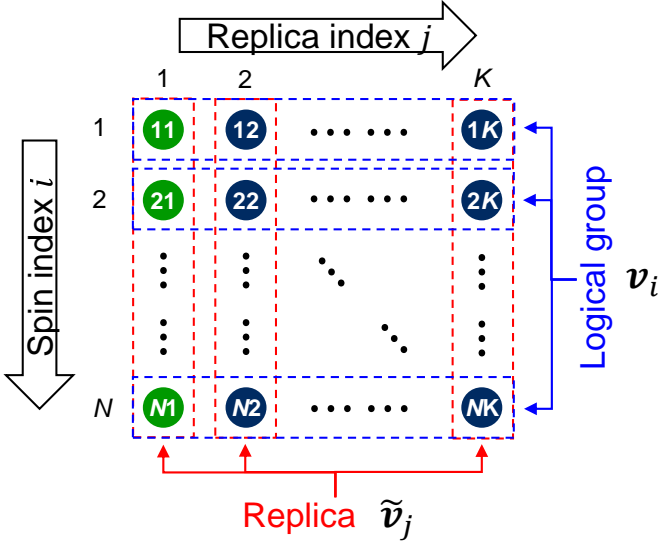 Replica index j
1 2 K
1 11 12 ...... ...... 1K
2 21 22 ...... ...... 2K
N N1 N2 ...... ...... NK
Spin index i
Logical group
v_i
Replica ṽ_j